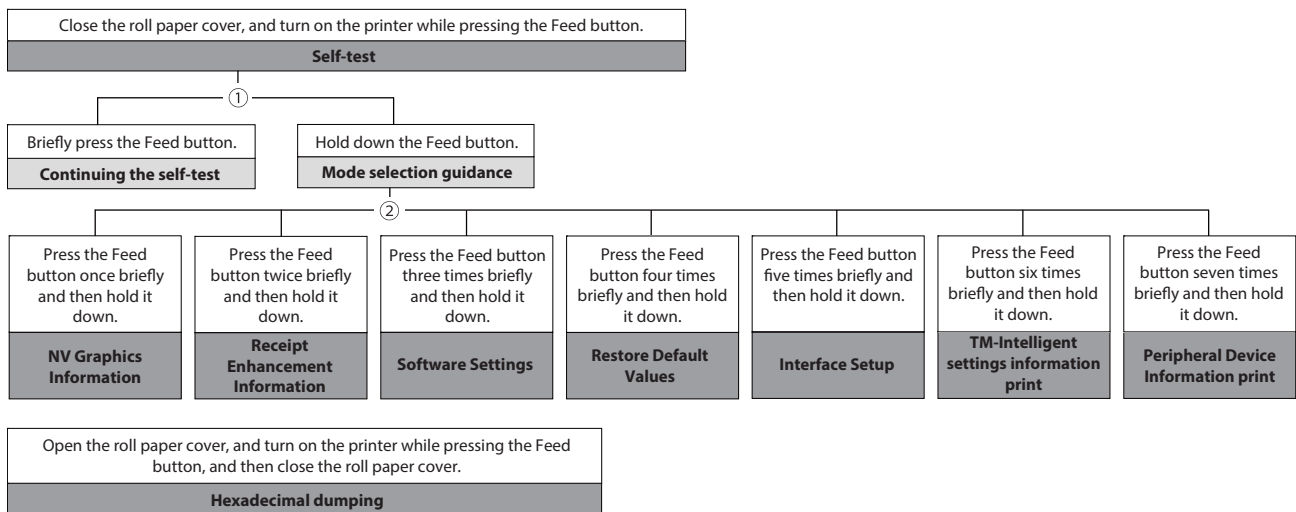 Close the roll paper cover, and turn on the printer while pressing the Feed button.
Self-test
①
Briefly press the Feed button.
Continuing the self-test
Hold down the Feed button.
Mode selection guidance
②
Press the Feed
button once briefly
and then hold it
down.
NV Graphics
Information
Press the Feed
button twice briefly
and then hold it
down.
Receipt
Enhancement
Information
Press the Feed button
three times briefly
and then hold it
down.
Software Settings
Press the Feed
button four times
briefly and then hold
it down.
Restore Default
Values
Press the Feed button
five times briefly and
then hold it down.
Interface Setup
Press the Feed
button six times
briefly and then hold
it down.
TM-Intelligent
settings information
print
Press the Feed
button seven times
briefly and then hold
it down.
Peripheral Device
Information print
Open the roll paper cover, and turn on the printer while pressing the Feed
button, and then close the roll paper cover.
Hexadecimal dumping